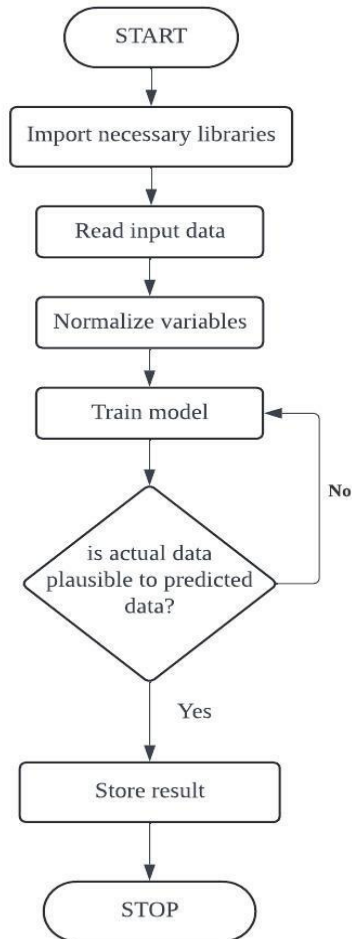 START
Import necessary libraries
Read input data
Normalize variables
Train model
No
is actual data
plausible to predicted
data?
Yes
Store result
STOP